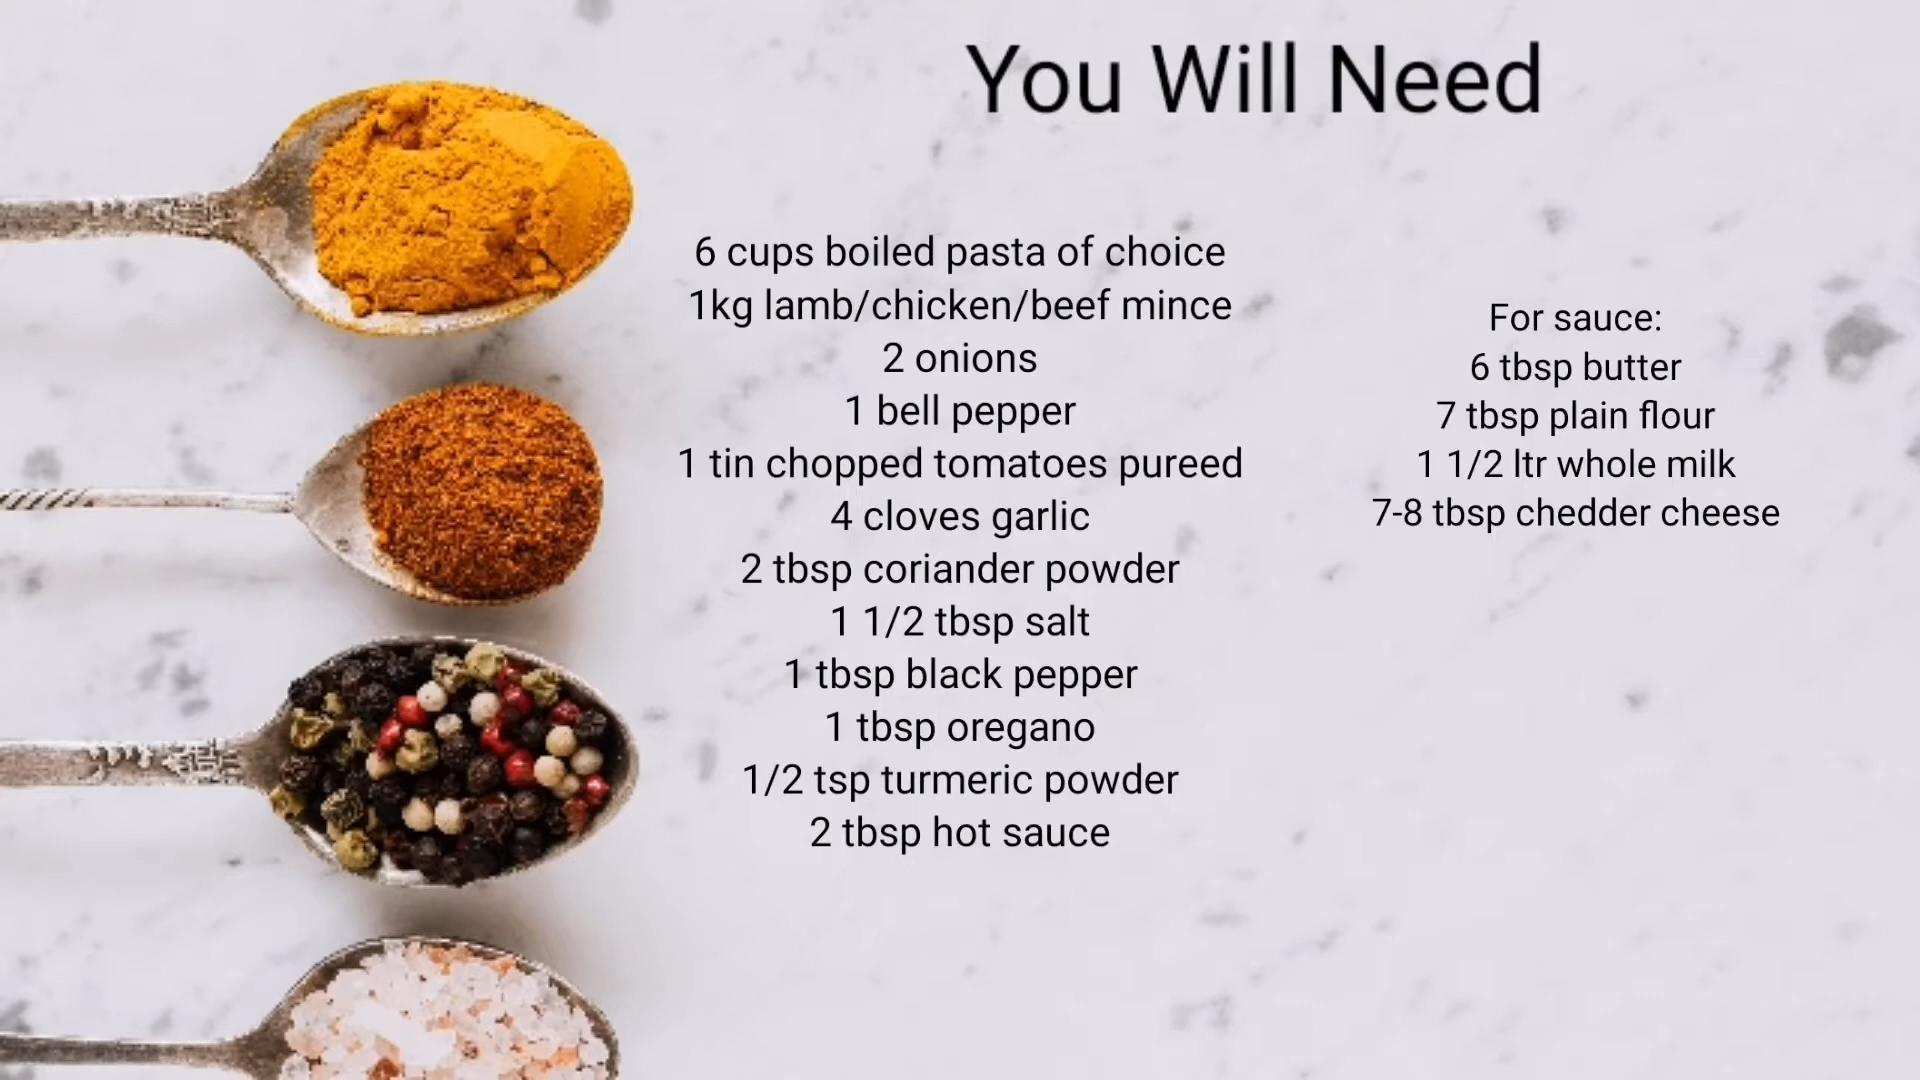 You Will Need
6 cups boiled pasta of choice
1kg lamb/chicken/beef mince
2 onions
1 bell pepper
1 tin chopped tomatoes pureed
4 cloves garlic
2 tbsp coriander powder
1 1/2 tbsp salt
1 tbsp black pepper
1 tbsp oregano
1/2 tsp turmeric powder
2 tbsp hot sauce
For sauce:
6 tbsp butter
7 tbsp plain flour
1 1/2 ltr whole milk
7-8 tbsp chedder cheese